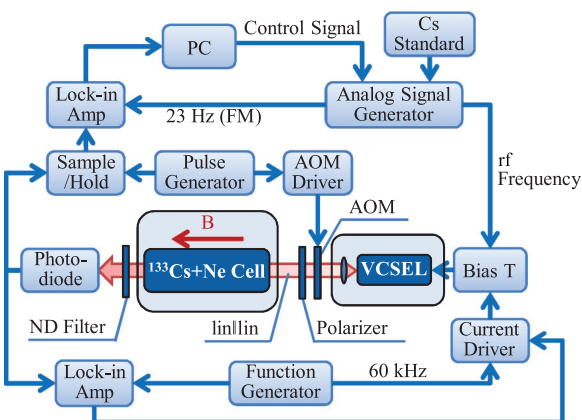 Cs
Standard
PC
Control Signal
Lock-in
Amp
23 Hz (FM)
Analog Signal
Generator
Sample
/Hold
Pulse
Generator
AOM
Driver
rf
Frequency
AOM
B
Photo-
diode
¹³³Cs+Ne Cell
VCSEL
Bias T
ND Filter
lin||lin
Polarizer
Current
Driver
Lock-in
Amp
Function
Generator
60 kHz